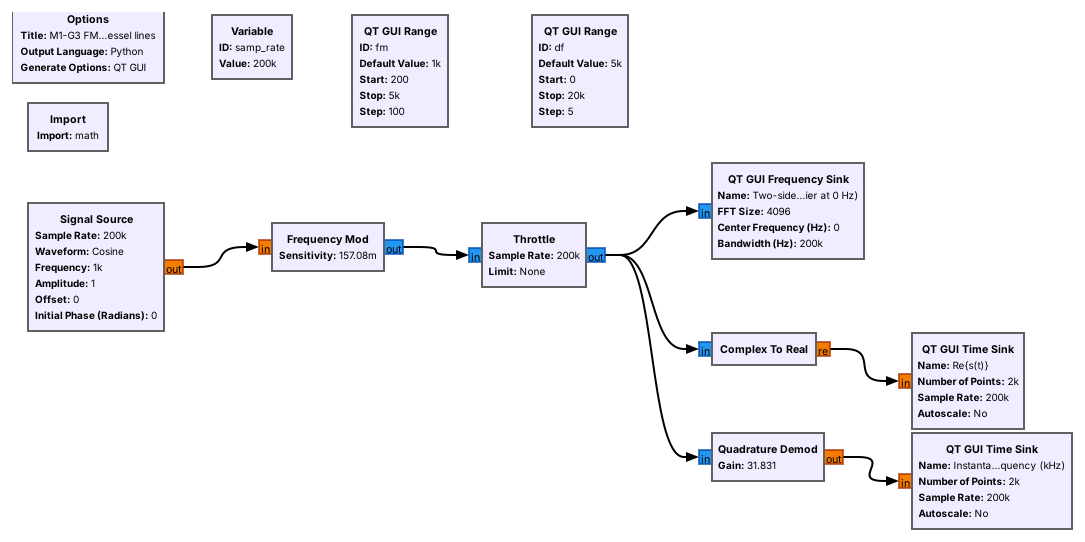 Options
Title: M1-G3 FM...essel lines
Output Language: Python
Generate Options: QT GUI
Variable
ID: samp_rate
Value: 200k
QT GUI Range
ID: fm
Default Value: 1k
Start: 200
Stop: 5k
Step: 100
QT GUI Range
ID: df
Default Value: 5k
Start: 0
Stop: 20k
Step: 5
Import
Import: math
Signal Source
Sample Rate: 200k
Waveform: Cosine
Frequency: 1k
Amplitude: 1
Offset: 0
Initial Phase (Radians): 0
out
in
Frequency Mod
Sensitivity: 157.08m
out
in
Throttle
Sample Rate: 200k
Limit: None
out
in
QT GUI Frequency Sink
Name: Two-side...ier at 0 Hz)
FFT Size: 4096
Center Frequency (Hz): 0
Bandwidth (Hz): 200k
in
Complex To Real
re
in
QT GUI Time Sink
Name: Re{s(t)}
Number of Points: 2k
Sample Rate: 200k
Autoscale: No
in
Quadrature Demod
Gain: 31.831
out
in
QT GUI Time Sink
Name: Instanta...quency (kHz)
Number of Points: 2k
Sample Rate: 200k
Autoscale: No